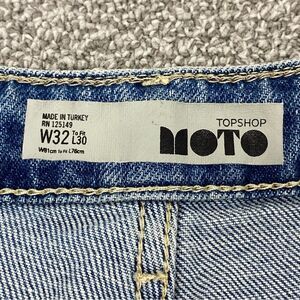 MADE IN TURKEY
RN 125149
W32 To Fit L30
W81cm to Fit L76cm
TOPSHOP
MOTO